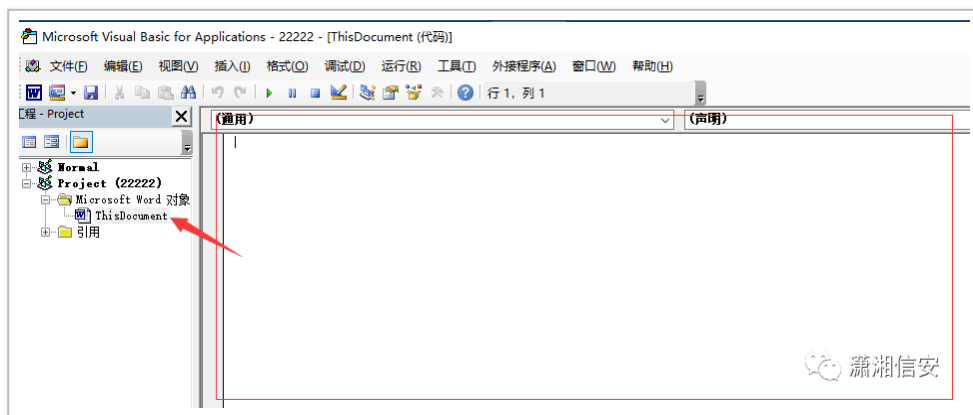 Microsoft Visual Basic for Applications - 22222 - [ThisDocument (代码)]
文件(F) 编辑(E) 视图(V) 插入(I) 格式(O) 调试(D) 运行(R) 工具(T) 外接程序(A) 窗口(W) 帮助(H)
行 1, 列 1
工程 - Project
(通用) (声明)
Normal
Project (22222)
Microsoft Word 对象
ThisDocument
引用
潇湘信安